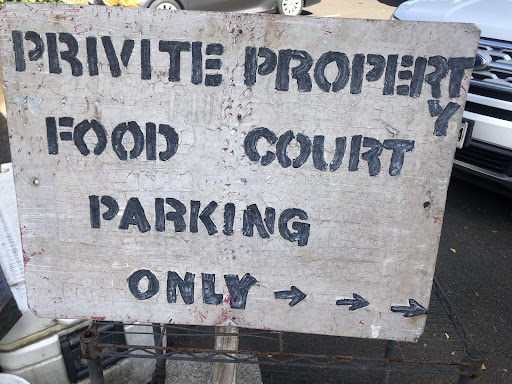 PRIVITE PROPERTY
FOOD COURT
PARKING
ONLY → → →